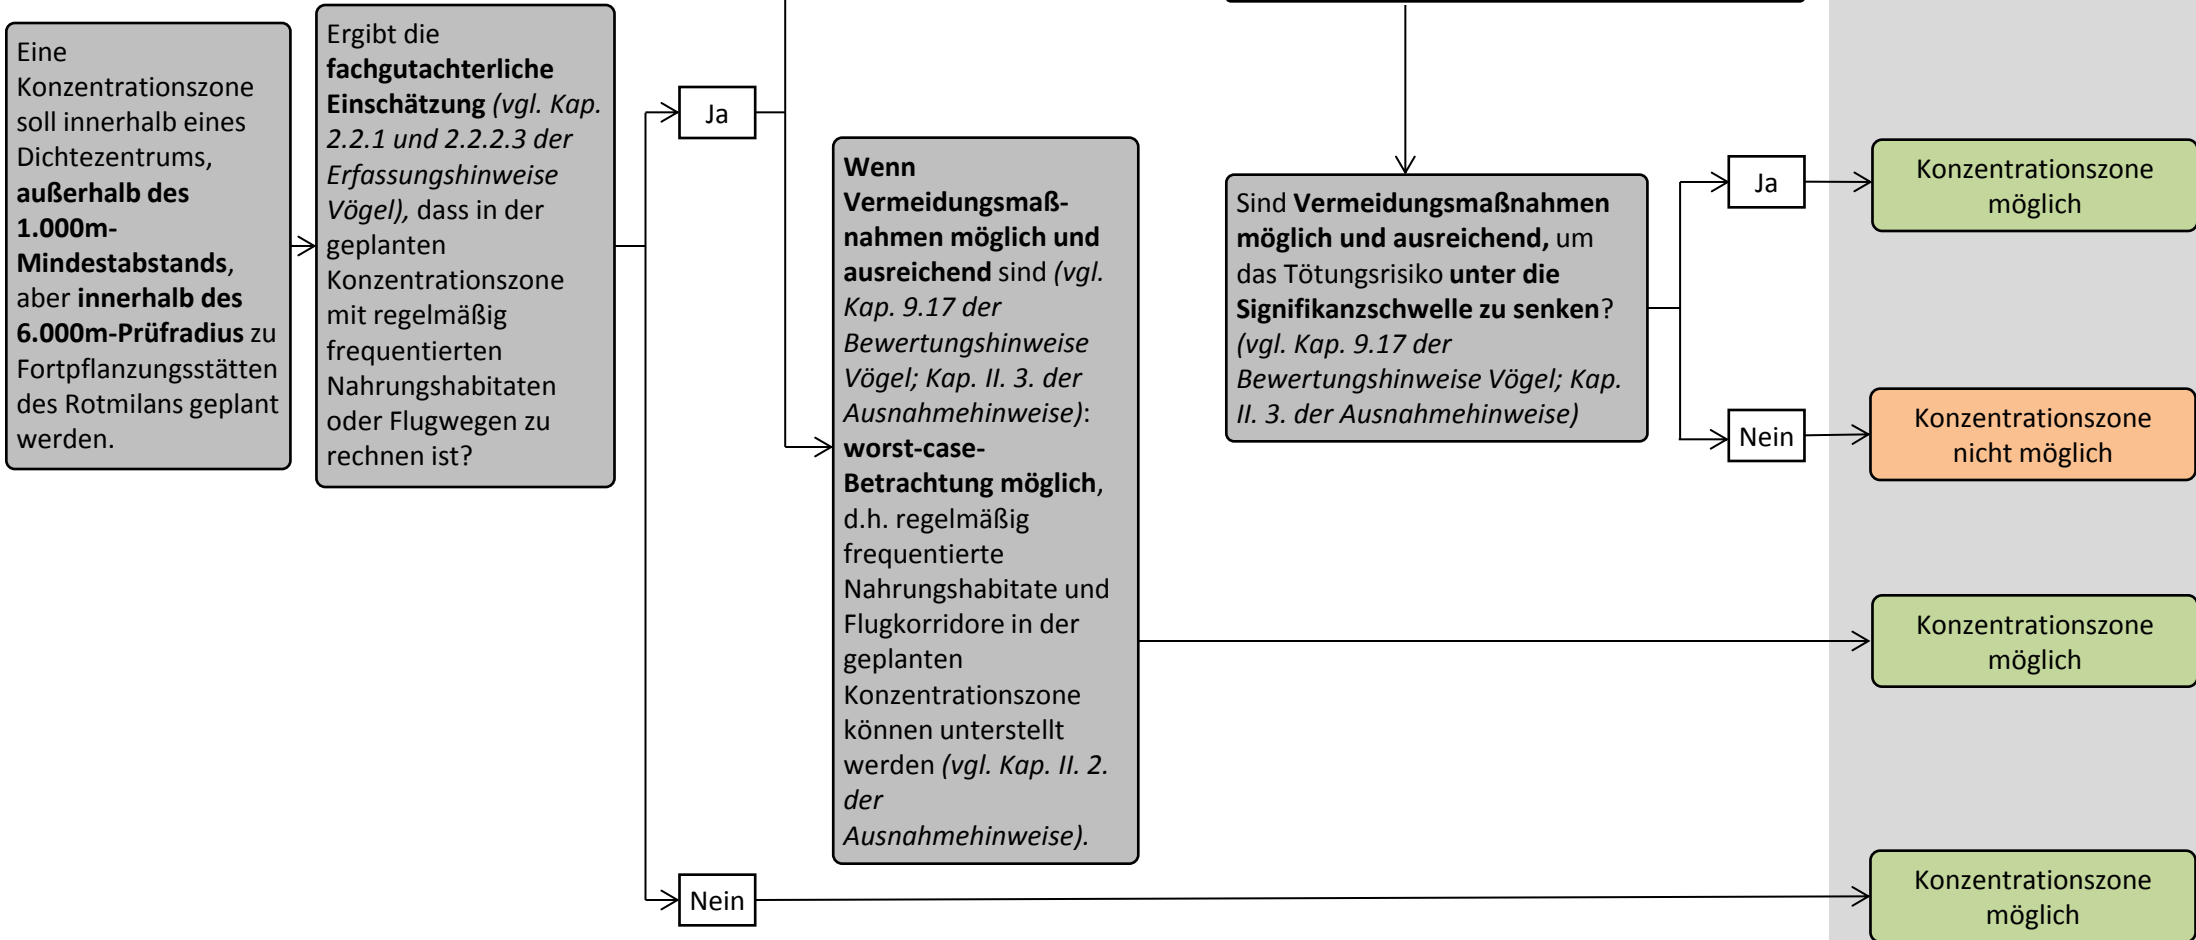 Eine
Konzentrationszone
soll innerhalb eines
Dichtezentrums,
außerhalb des
1.000m-
Mindestabstands,
aber innerhalb des
6.000m-Prüfradius zu
Fortpflanzungsstätten
des Rotmilans geplant
werden.
Ergibt die
fachgutachterliche
Einschätzung (vgl. Kap.
2.2.1 und 2.2.2.3 der
Erfassungshinweise
Vögel), dass in der
geplanten
Konzentrationszone
mit regelmäßig
frequentierten
Nahrungshabitaten
oder Flugwegen zu
rechnen ist?
Ja
Wenn
Vermeidungsmaß-
nahmen möglich und
ausreichend sind (vgl.
Kap. 9.17 der
Bewertungshinweise
Vögel; Kap. II. 3. der
Ausnahmehinweise):
worst-case-
Betrachtung möglich,
d.h. regelmäßig
frequentierte
Nahrungshabitate und
Flugkorridore in der
geplanten
Konzentrationszone
können unterstellt
werden (vgl. Kap. II. 2.
der
Ausnahmehinweise).
Sind Vermeidungsmaßnahmen
möglich und ausreichend, um
das Tötungsrisiko unter die
Signifikanzschwelle zu senken?
(vgl. Kap. 9.17 der
Bewertungshinweise Vögel; Kap.
II. 3. der Ausnahmehinweise)
Ja
Konzentrationszone
möglich
Nein
Konzentrationszone
nicht möglich
Konzentrationszone
möglich
Nein
Konzentrationszone
möglich